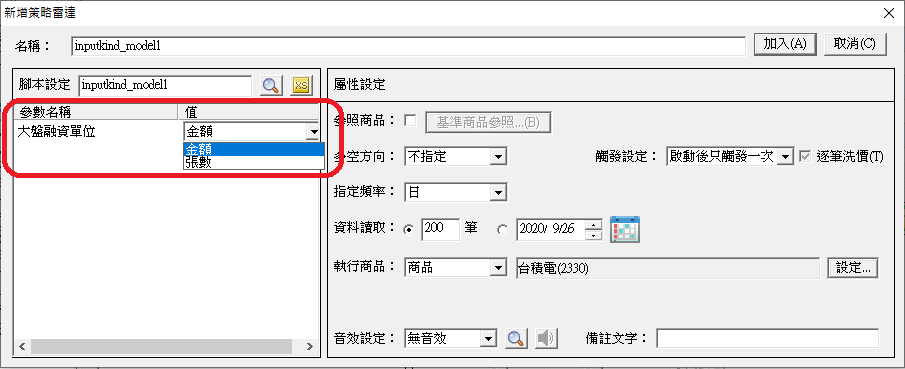 新增策略雷達
名稱： inputkind_model1 加入(A) 取消(C)
腳本設定 inputkind_model1 XS
參數名稱 值
大盤融資單位 金額
金額
張數
屬性設定
參照商品： 基準商品參照...(B)
多空方向： 不指定 觸發設定： 啟動後只觸發一次 逐筆洗價(T)
指定頻率： 日
資料讀取： 200 筆 2020/ 9/26
執行商品： 商品 台積電(2330) 設定...
音效設定： 無音效 備註文字：